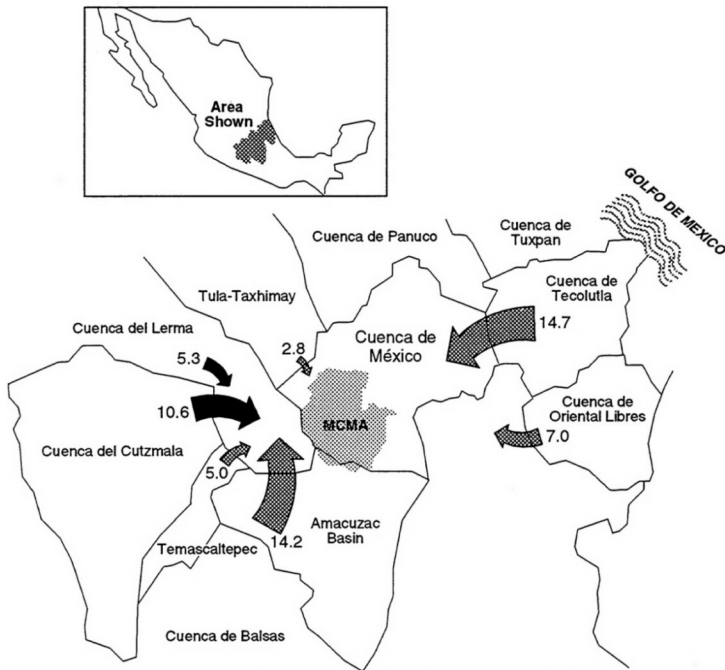 Area
Shown
GOLFO DE MEXICO
Cuenca de Panuco
Cuenca de
Tuxpan
Cuenca de
Tecolutla
Tula-Taxhimay
14.7
Cuenca del Lerma
Cuenca de
México
2.8
5.3
10.6
MCMA
Cuenca de
Oriental Libres
7.0
Cuenca del Cutzmala
5.0
14.2
Amacuzac
Basin
Temascaltepec
Cuenca de Balsas